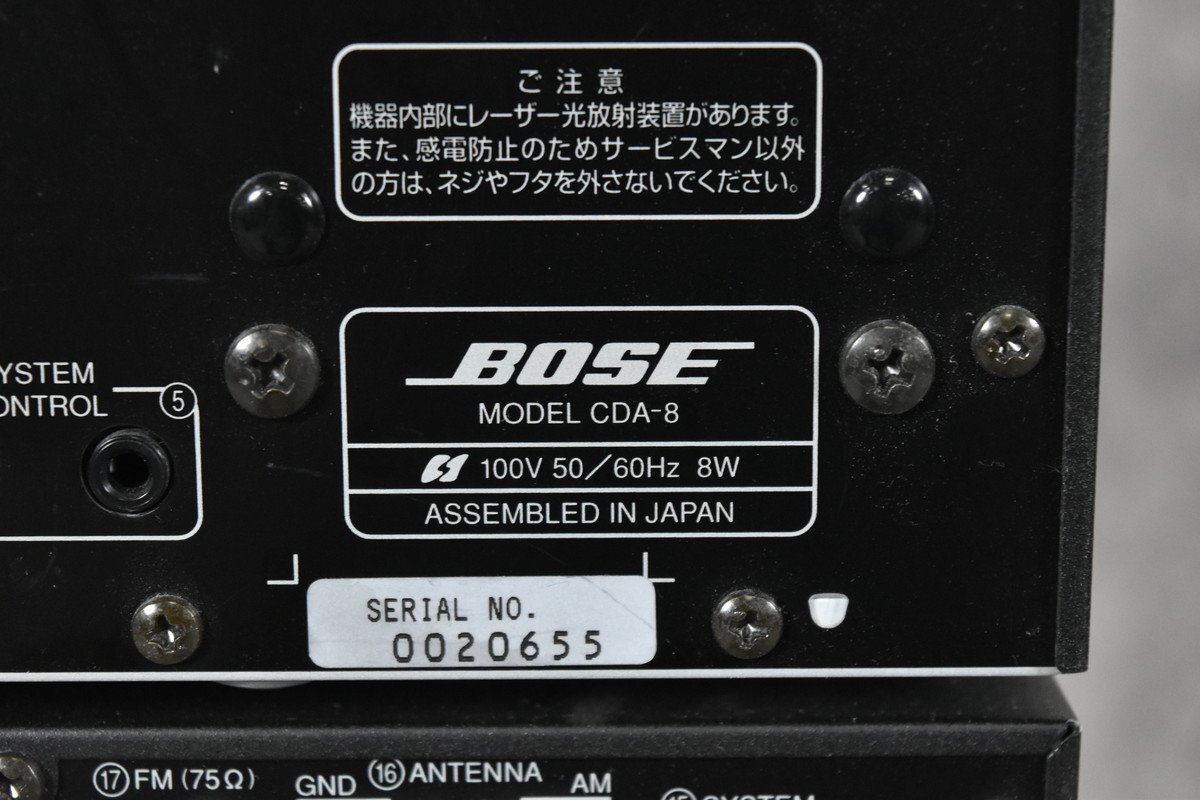 ご注意
機器内部にレーザー光放射装置があります。
また、感電防止のためサービスマン以外
の方は、ネジやフタを外さないでください。
YSTEM
ONTROL ⑤
BOSE
MODEL CDA-8
100V 50/60Hz 8W
ASSEMBLED IN JAPAN
SERIAL NO.
0020655
⑰FM (75Ω) GND ⑯ANTENNA AM
⑮SYSTEM